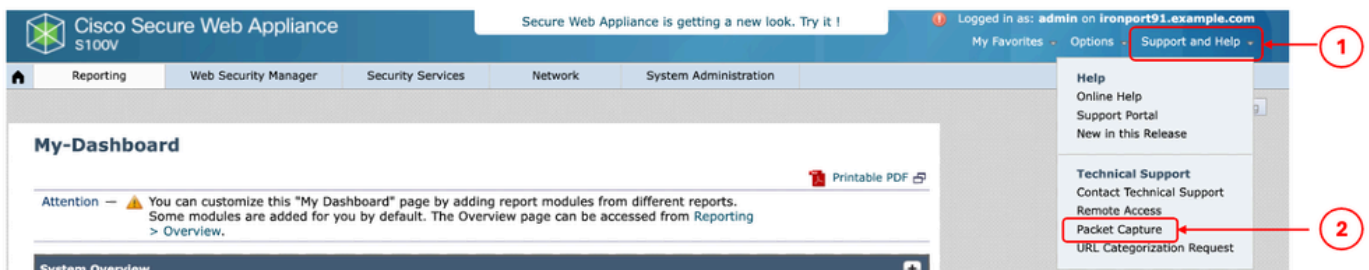 Cisco Secure Web Appliance
S100V
Secure Web Appliance is getting a new look. Try it !
Logged in as: admin on ironport91.example.com
My Favorites Options Support and Help
1
Reporting Web Security Manager Security Services Network System Administration
Help
Online Help
Support Portal
New in this Release
My-Dashboard
Printable PDF
Technical Support
Contact Technical Support
Remote Access
Packet Capture
2
URL Categorization Request
Attention — You can customize this "My Dashboard" page by adding report modules from different reports.
Some modules are added for you by default. The Overview page can be accessed from Reporting
> Overview.
System Overview